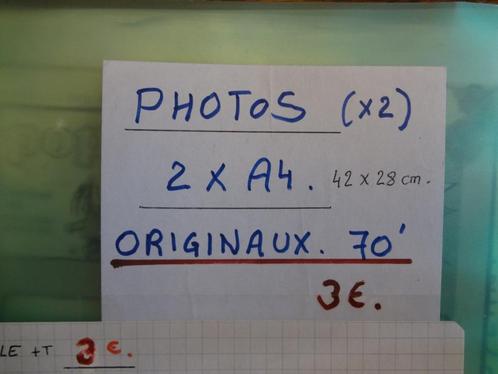 PHOTOS (x2)
2 X A4. 42 x 28 cm.
ORIGINAUX. 70'
3€.
LE + T 3 €.